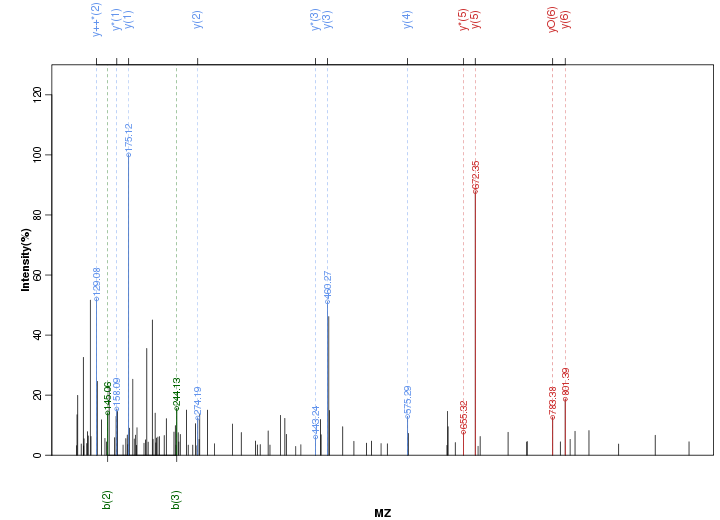 y++*(2)
y*(1)
y(1)
y(2)
y*(3)
y(3)
y(4)
y*(5)
y(5)
yO(6)
y(6)
120
100
80
60
40
20
0
Intensity(%)
129.08
145.06
158.09
175.12
244.13
274.19
443.24
460.27
575.29
655.32
672.35
783.38
801.39
b(2)
b(3)
MZ